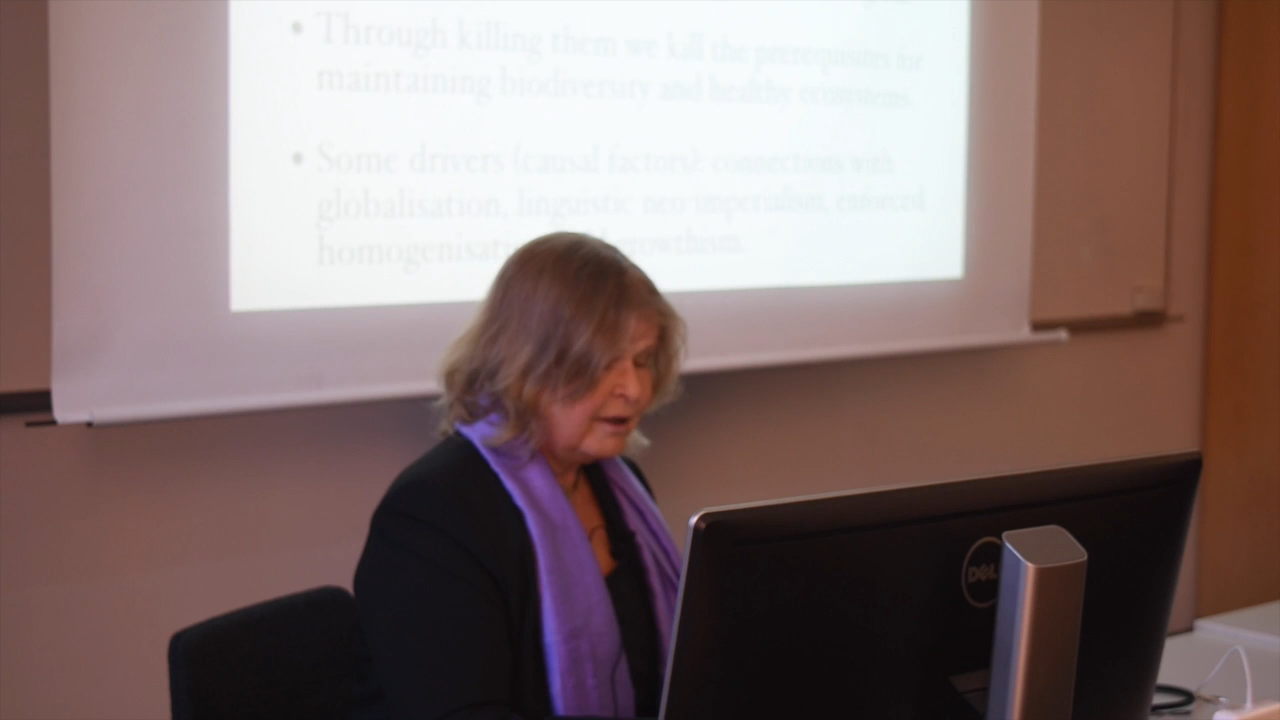 • Through killing them we kill the prerequisites for
maintaining biodiversity and healthy ecosystems.
• Some drivers (causal factors): connections with
globalisation, linguistic neo-imperialism, enforced
growthism.
DELL